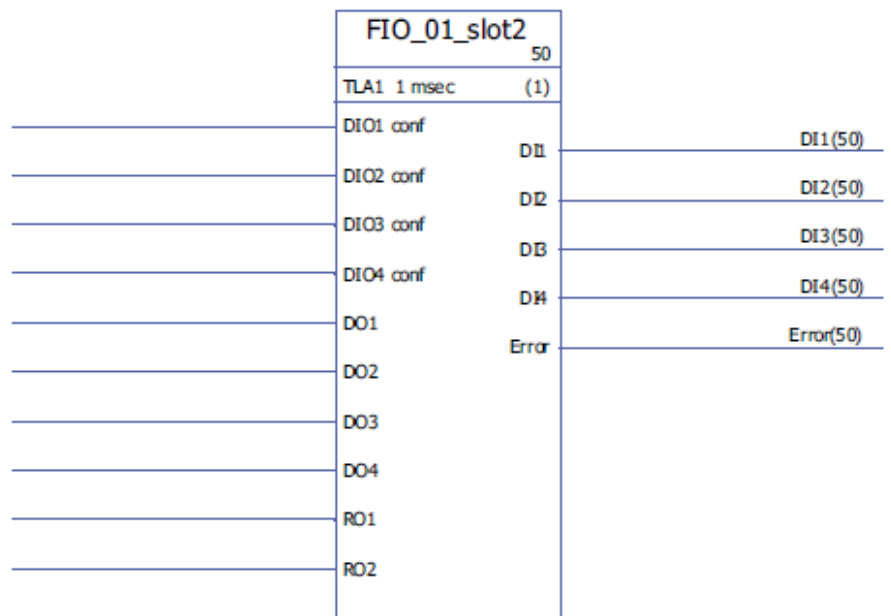 FIO_01_slot2
50
TLA1 1 msec (1)
DIO1 conf
DI1 DI1(50)
DIO2 conf
DI2 DI2(50)
DIO3 conf
DI3 DI3(50)
DIO4 conf
DI4 DI4(50)
DO1
Error Error(50)
DO2
DO3
DO4
RO1
RO2